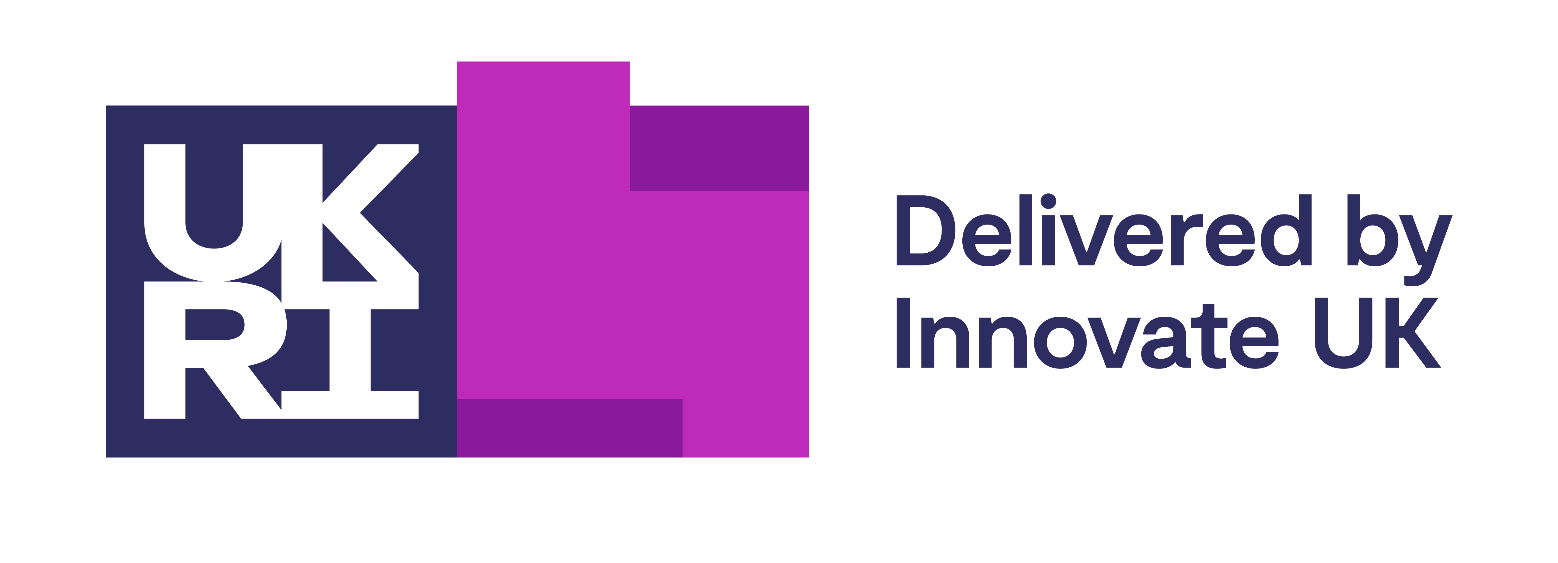 UK
RI
Delivered by
Innovate UK